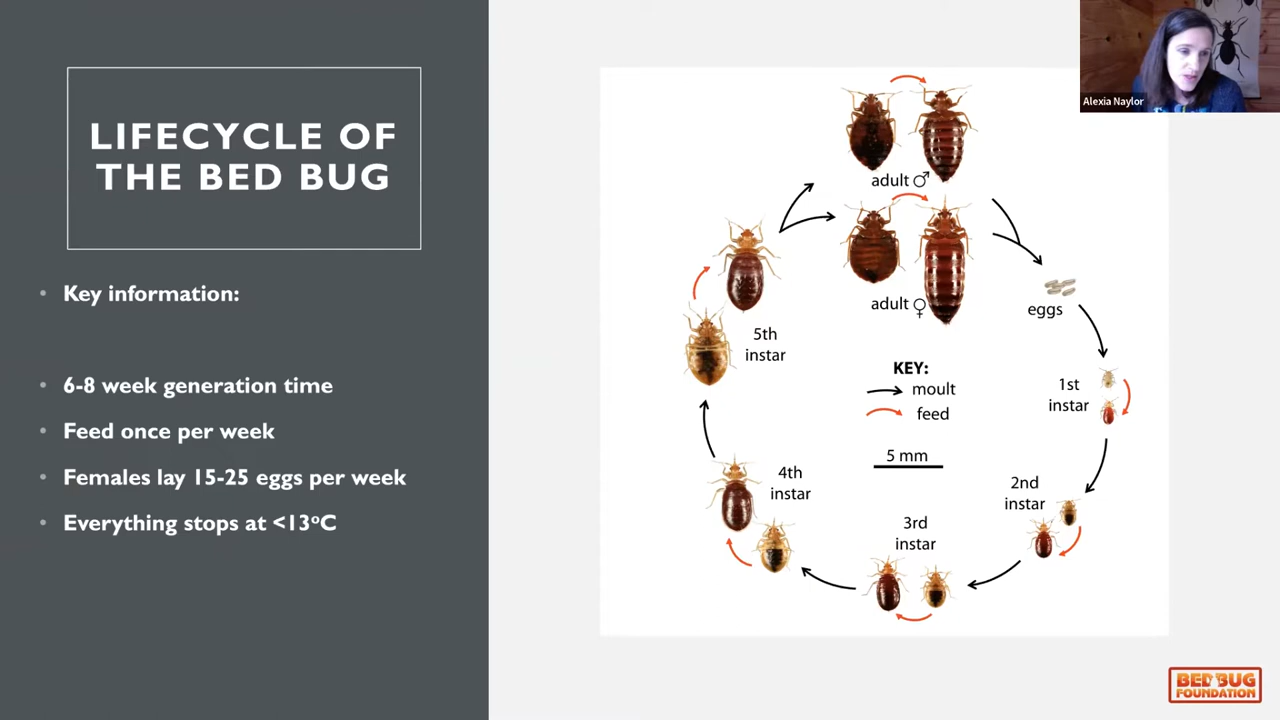 LIFECYCLE OF
THE BED BUG
• Key information:
• 6-8 week generation time
• Feed once per week
• Females lay 15-25 eggs per week
• Everything stops at <13ºC
adult ♂
adult ♀
eggs
1st
instar
2nd
instar
3rd
instar
4th
instar
5th
instar
KEY:
moult
feed
5 mm
Alexia Naylor
BED BUG
FOUNDATION